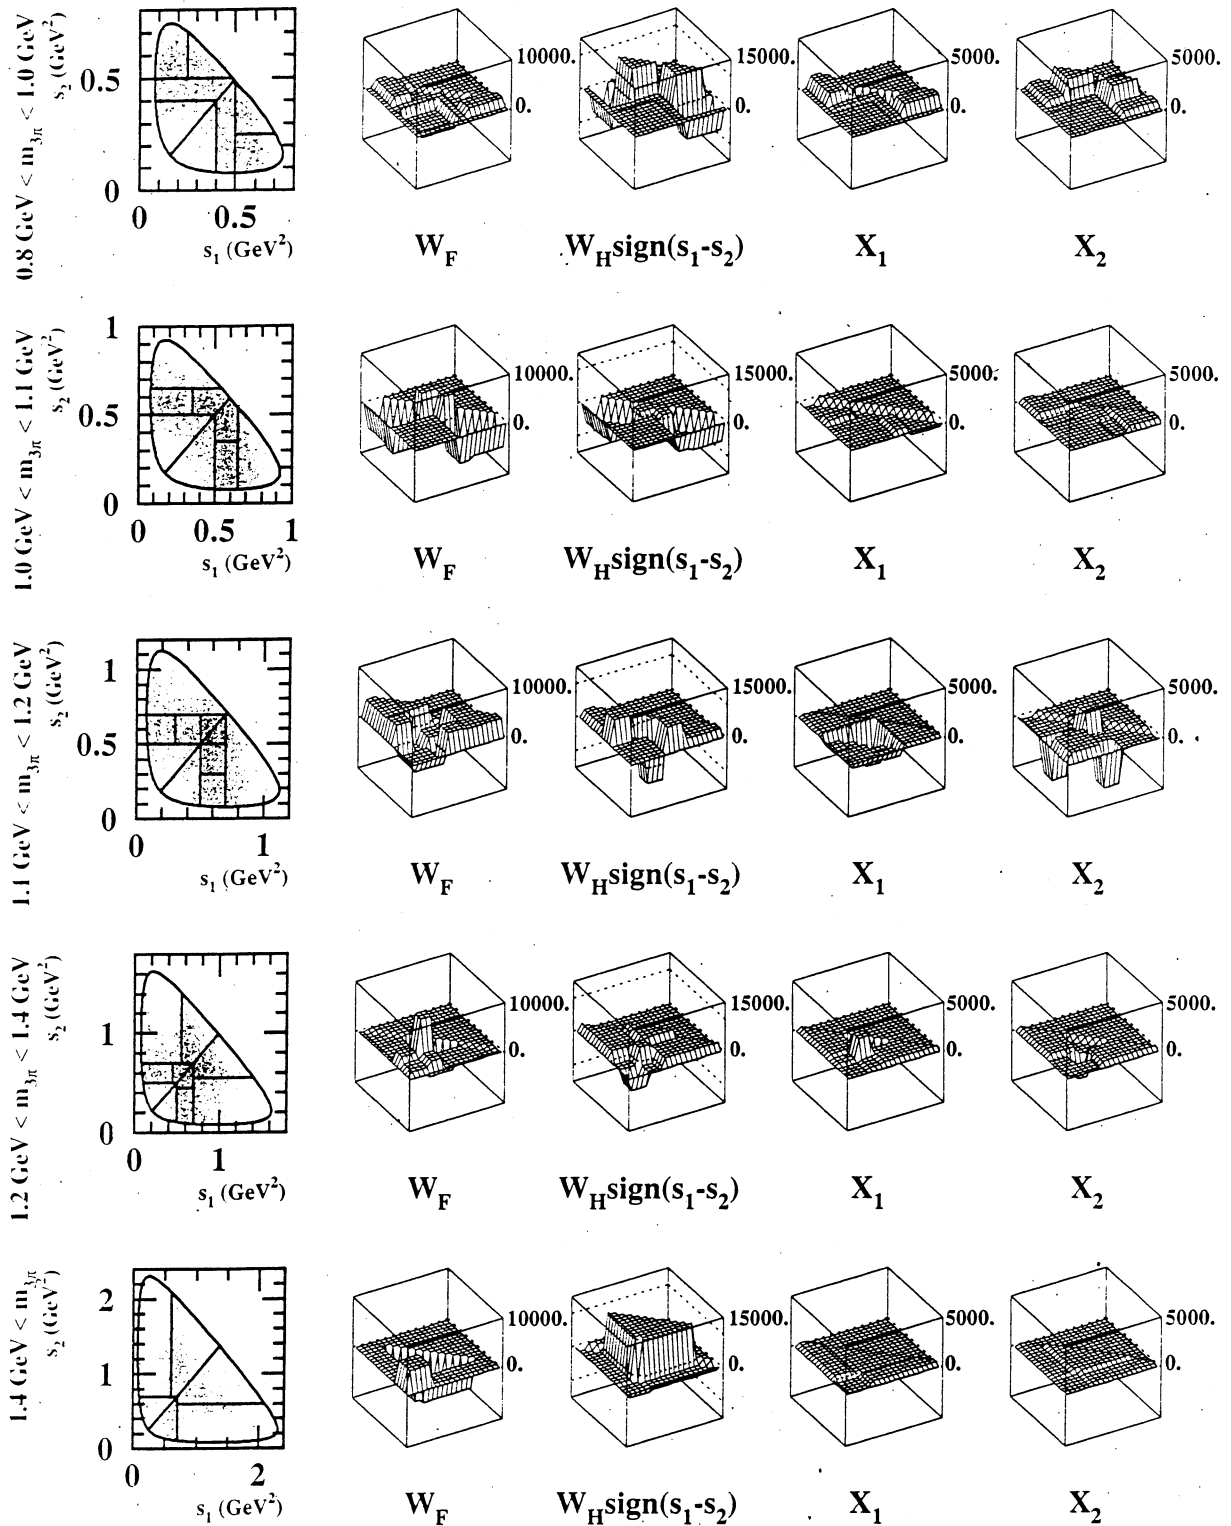 0.8 GeV < m3π < 1.0 GeV
s2 (GeV²)
0.5
0
0
0.5
s1 (GeV²)
10000.
0.
WF
15000.
0.
WHsign(s1-s2)
5000.
0.
X1
5000.
0.
X2
1.0 GeV < m3π < 1.1 GeV
s2 (GeV²)
1
0.5
0
0
0.5
1
s1 (GeV²)
10000.
0.
WF
15000.
0.
WHsign(s1-s2)
5000.
0.
X1
5000.
0.
X2
1.1 GeV < m3π < 1.2 GeV
s2 (GeV²)
1
0.5
0
0
1
s1 (GeV²)
10000.
0.
WF
15000.
0.
WHsign(s1-s2)
5000.
0.
X1
5000.
0.
X2
1.2 GeV < m3π < 1.4 GeV
s2 (GeV²)
1
0
0
1
s1 (GeV²)
10000.
0.
WF
15000.
0.
WHsign(s1-s2)
5000.
0.
X1
5000.
0.
X2
1.4 GeV < m3π
s2 (GeV²)
2
1
0
0
2
s1 (GeV²)
10000.
0.
WF
15000.
0.
WHsign(s1-s2)
5000.
0.
X1
5000.
0.
X2